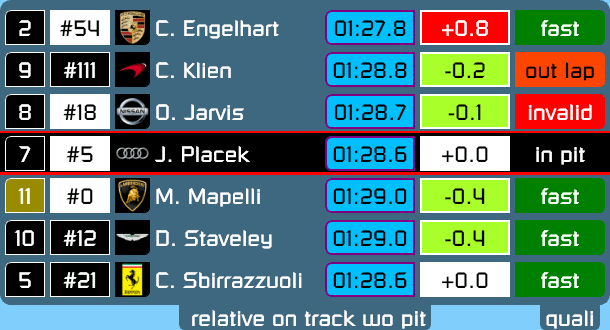 2 #54 C. Engelhart 01:27.8 +0.8 fast
9 #111 C. Klien 01:28.8 -0.2 out lap
8 #18 NISSAN O. Jarvis 01:28.7 -0.1 invalid
7 #5 J. Placek 01:28.6 +0.0 in pit
11 #0 M. Mapelli 01:29.0 -0.4 fast
10 #12 D. Staveley 01:29.0 -0.4 fast
5 #21 C. Sbirrazzuoli 01:28.6 +0.0 fast
relative on track wo pit quali